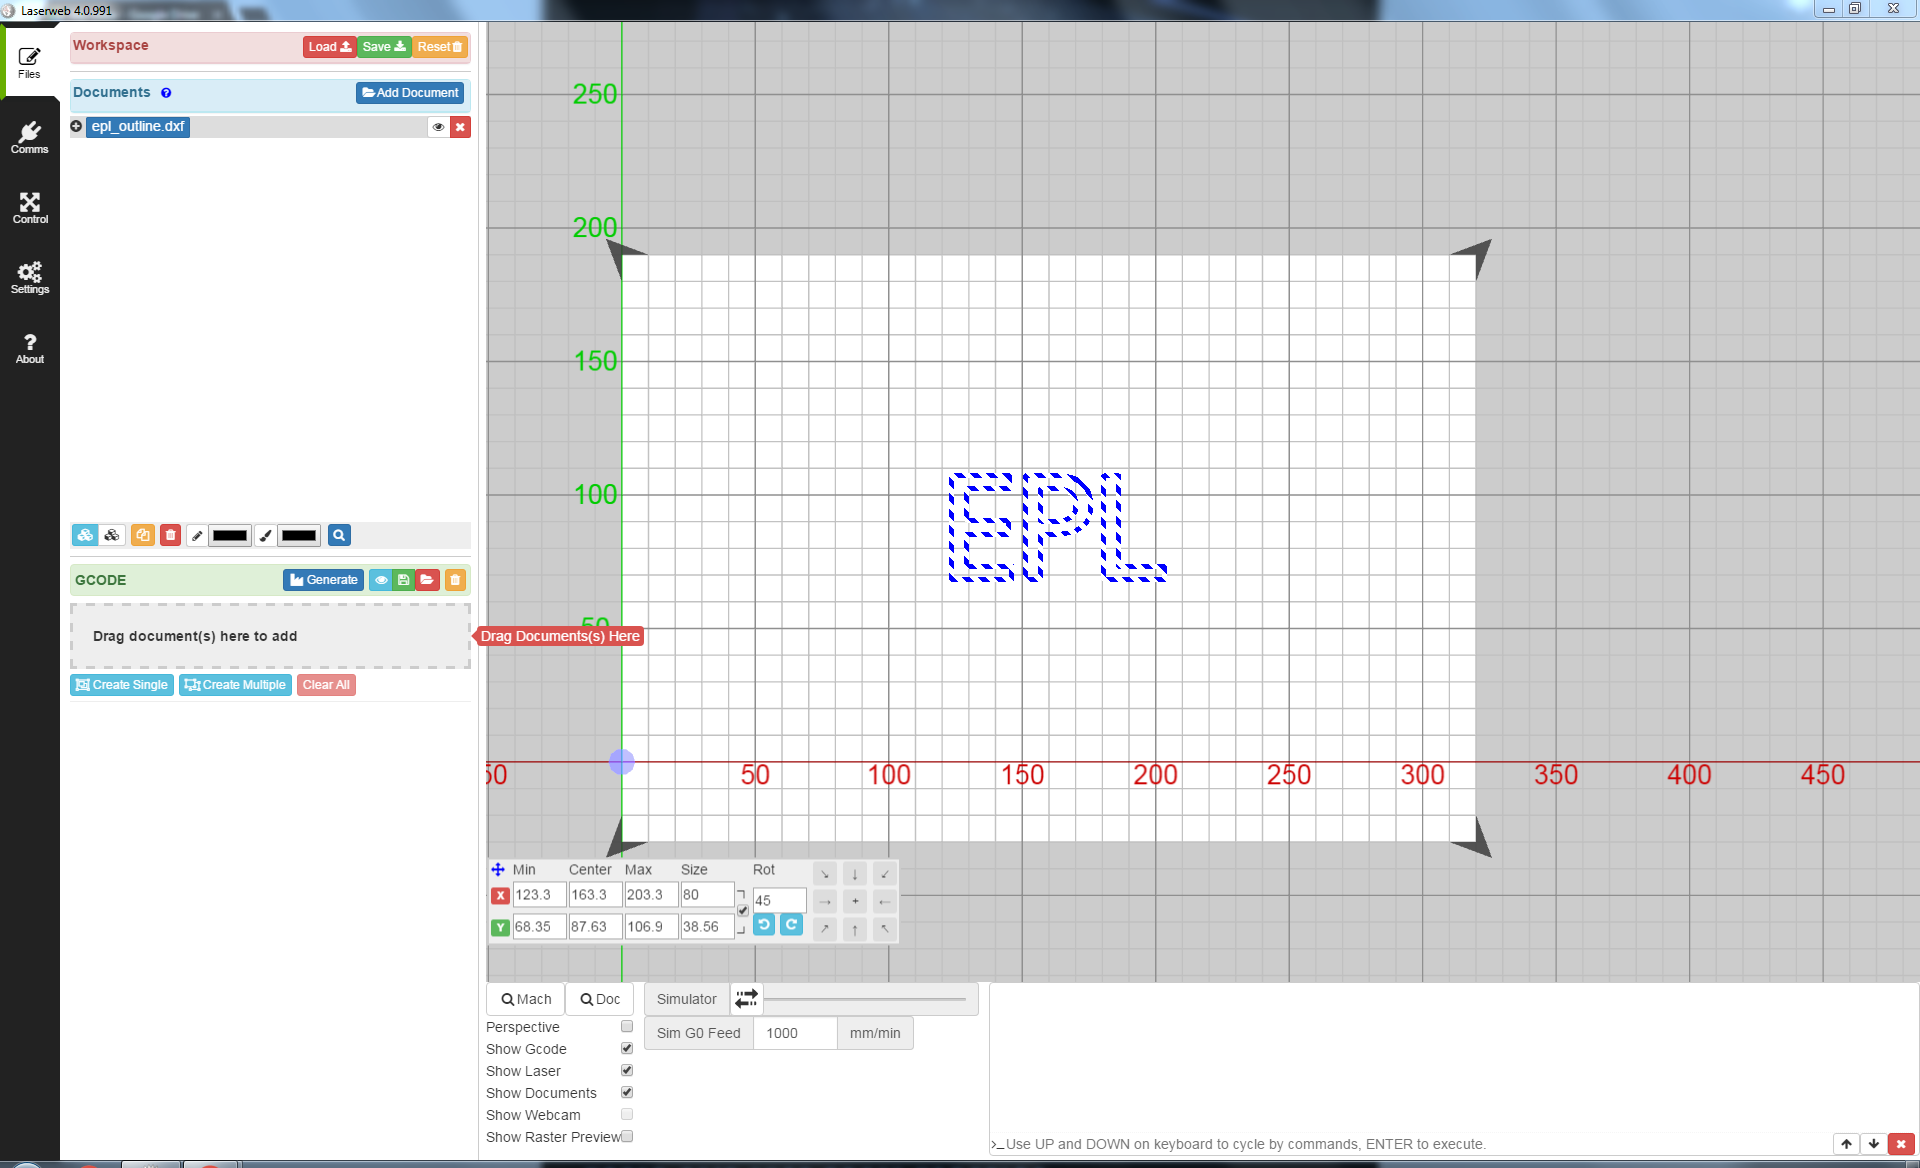 Laserweb 4.0.991
Files
Comms
Control
Settings
? About
Workspace
Load Save Reset
Documents ?
Add Document
epl_outline.dxf
GCODE
Generate
Drag document(s) here to add
Drag Documents(s) Here
Create Single Create Multiple Clear All
250
200
150
100
50
EPL
50 50 100 150 200 250 300 350 400 450
Min Center Max Size Rot
X 123.3 163.3 203.3 80 45
Y 68.35 87.63 106.9 38.56
Mach Doc Simulator
Perspective
Sim G0 Feed 1000 mm/min
Show Gcode
Show Laser
Show Documents
Show Webcam
Show Raster Preview
>_Use UP and DOWN on keyboard to cycle by commands, ENTER to execute.